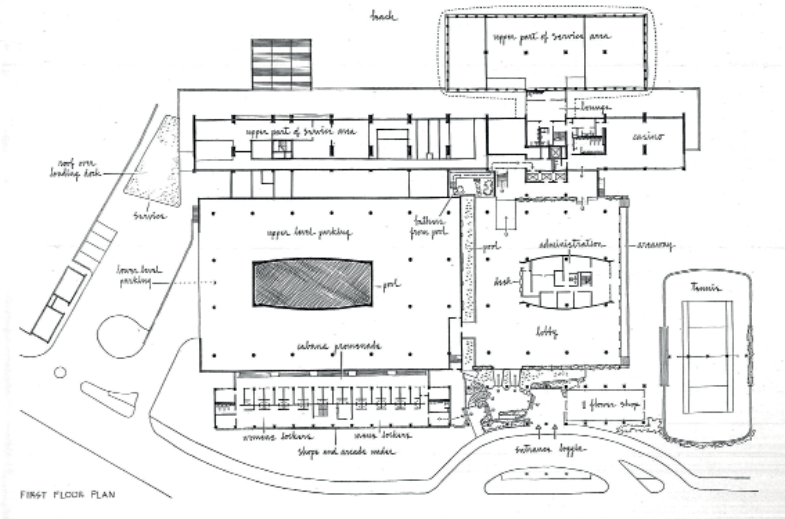 beach
upper part of service area
lounge
upper part of service area
casino
roof over
loading dock
service
bathers
from pool
upper level parking
pool
administration
areaway
lower level
parking
pool
desk
Tennis
lobby
cabana promenade
flower shop
womens lockers
mens lockers
shops and arcade under
entrance loggia
FIRST FLOOR PLAN